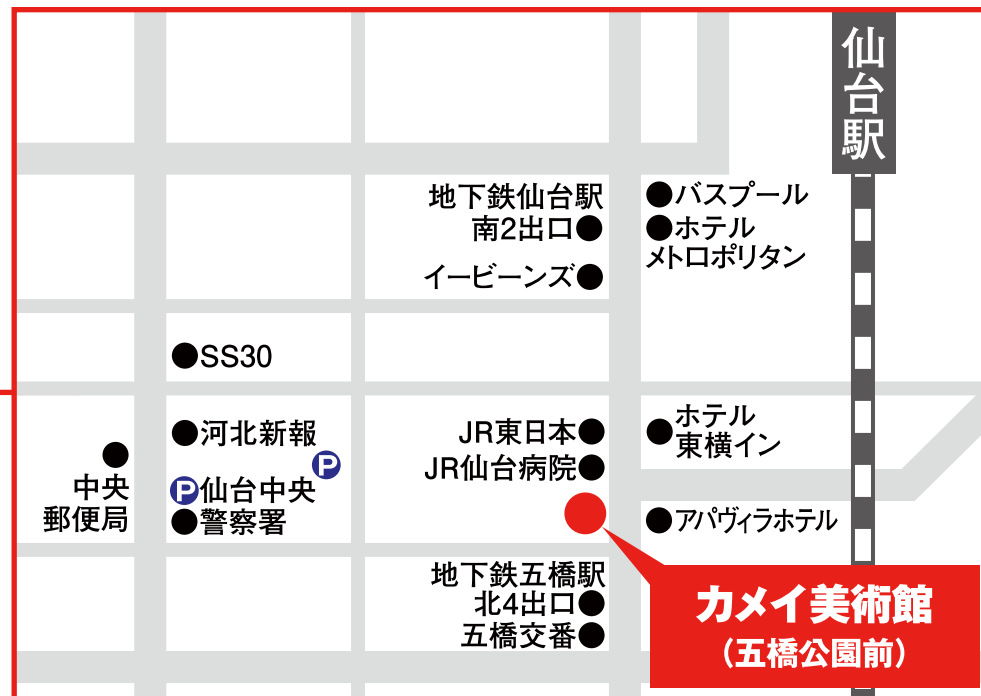 仙台駅
地下鉄仙台駅
南2出口●
イービーンズ●
●バスプール
●ホテル
メトロポリタン
●SS30
●河北新報
P
P仙台中央
●警察署
●
中央
郵便局
JR東日本●
JR仙台病院●
●ホテル
東横イン
●アパヴィラホテル
地下鉄五橋駅
北4出口●
五橋交番●
カメイ美術館
（五橋公園前）